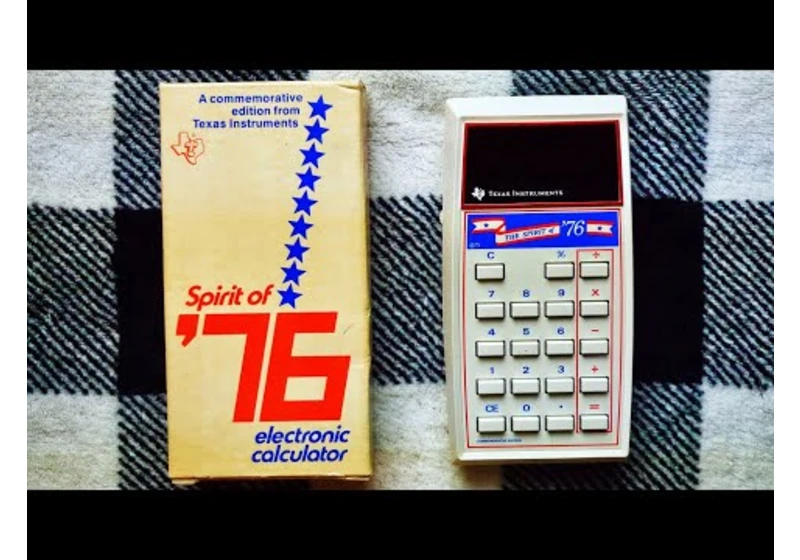 A commemorative
edition from
Texas Instruments
Spirit of
'76
electronic
calculator
TEXAS INSTRUMENTS
THE SPIRIT of '76
C % ÷
7 8 9 ×
4 5 6 −
1 2 3 +
CE 0 . =